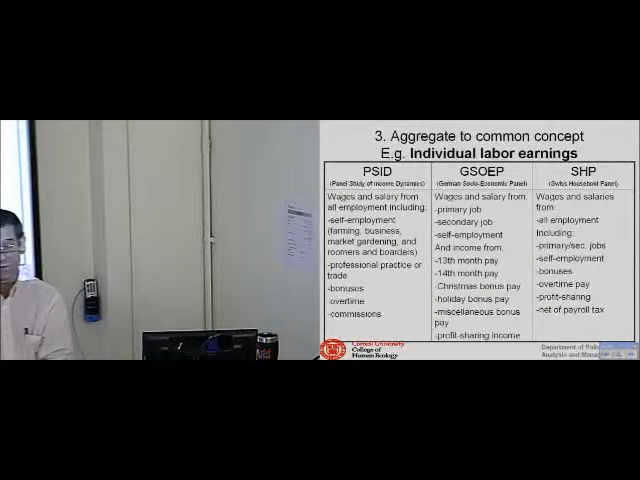 3. Aggregate to common concept
E.g. Individual labor earnings
PSID
(Panel Study of Income Dynamics)
Wages and salary from
all employment including:
-self-employment
(farming, business,
market gardening, and
roomers and boarders)
-professional practice or
trade
-bonuses
-overtime
-commissions
GSOEP
(German Socio-Economic Panel)
Wages and salary from:
-primary job
-secondary job
-self-employment
And income from:
-13th month pay
-14th month pay
-Christmas bonus pay
-holiday bonus pay
-miscellaneous bonus
pay
-profit-sharing income
SHP
(Swiss Household Panel)
Wages and salaries
from:
-all employment
Including:
-primary/sec. jobs
-self-employment
-bonuses
-overtime pay
-profit-sharing
-net of payroll tax
Cornell University
College of
Human Ecology
Department of
Analysis and